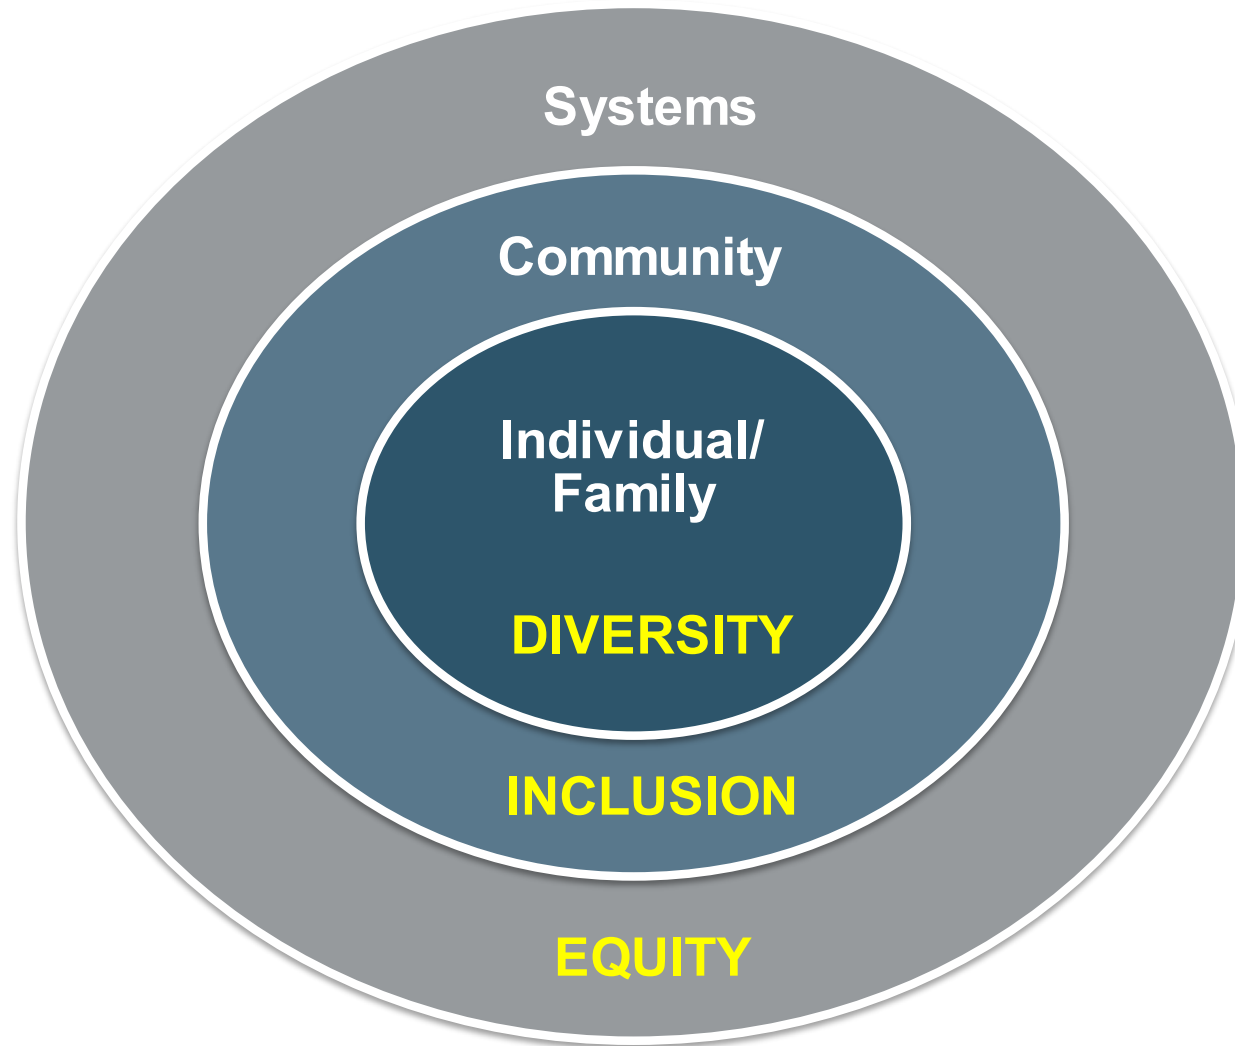 Systems
Community
Individual/
Family
DIVERSITY
INCLUSION
EQUITY